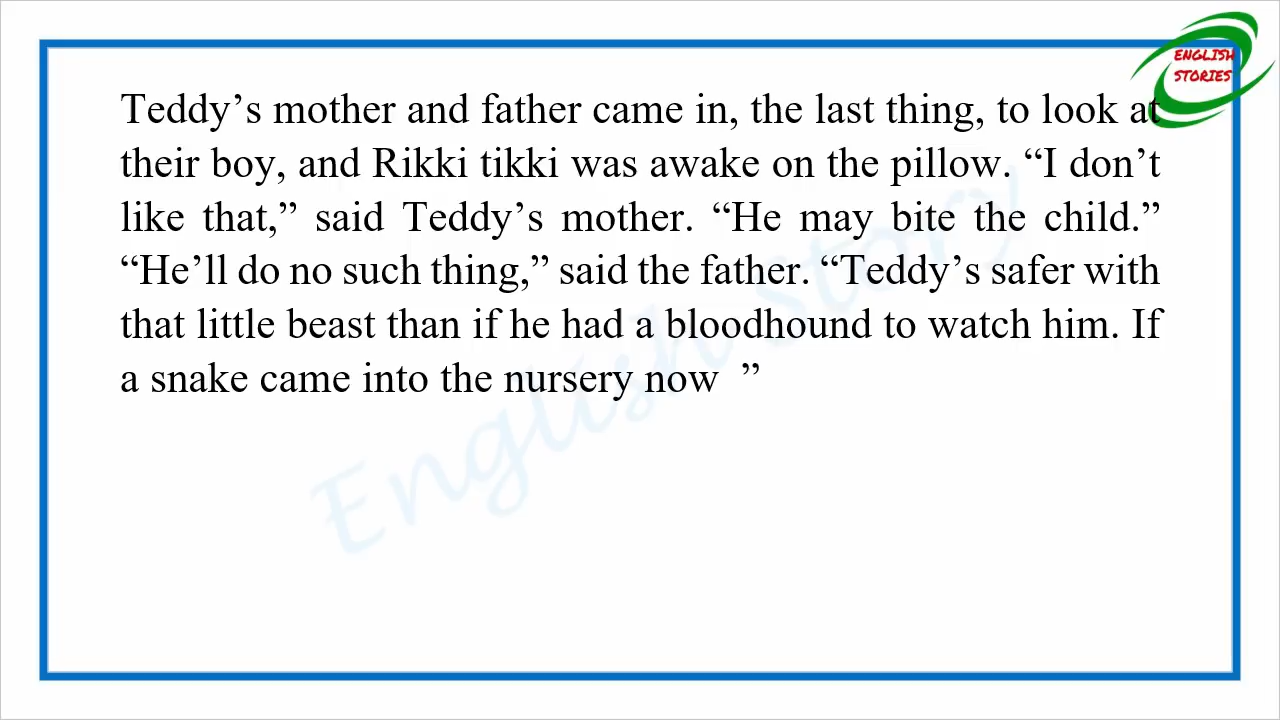 ENGLISH
STORIES
Teddy’s mother and father came in, the last thing, to look at
their boy, and Rikki tikki was awake on the pillow. “I don’t
like that,” said Teddy’s mother. “He may bite the child.”
“He’ll do no such thing,” said the father. “Teddy’s safer with
that little beast than if he had a bloodhound to watch him. If
a snake came into the nursery now  ”
English Story